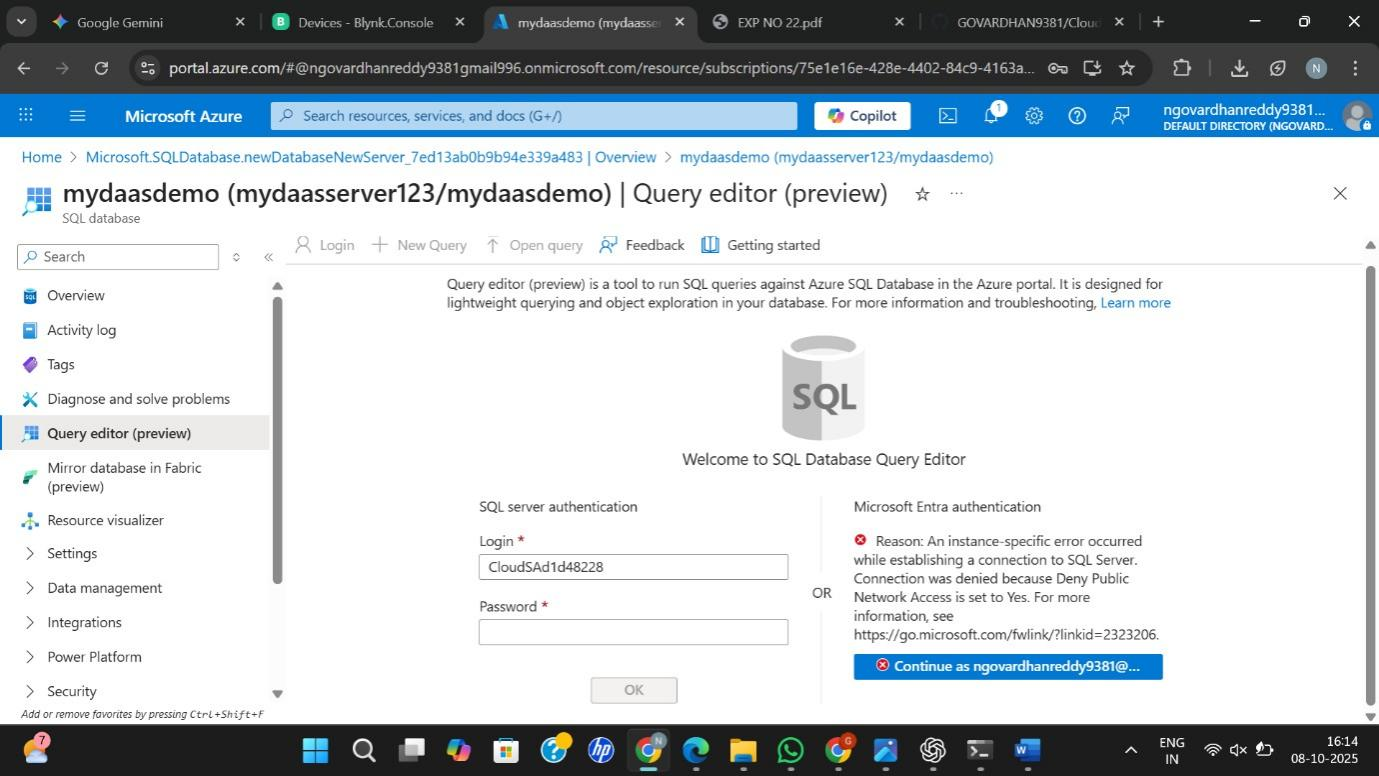 Google Gemini
Devices - Blynk.Console
mydaasdemo (mydaasse
EXP NO 22.pdf
GOVARDHAN9381/Cloud
portal.azure.com/#@ngovardhanreddy9381gmail996.onmicrosoft.com/resource/subscriptions/75e1e16e-428e-4402-84c9-4163a...
N
Microsoft Azure
Search resources, services, and docs (G+/)
Copilot
1
ngovardhanreddy9381...
DEFAULT DIRECTORY (NGOVARD...
Home > Microsoft.SQLDatabase.newDatabaseNewServer_7ed13ab0b9b94e339a483 | Overview > mydaasdemo (mydaasserver123/mydaasdemo)
mydaasdemo (mydaasserver123/mydaasdemo) | Query editor (preview)
SQL database
Search
Login
New Query
Open query
Feedback
Getting started
Overview
Activity log
Tags
Diagnose and solve problems
Query editor (preview)
Mirror database in Fabric
(preview)
Resource visualizer
Settings
Data management
Integrations
Power Platform
Security
Add or remove favorites by pressing Ctrl+Shift+F
Query editor (preview) is a tool to run SQL queries against Azure SQL Database in the Azure portal. It is designed for
lightweight querying and object exploration in your database. For more information and troubleshooting, Learn more
SQL
Welcome to SQL Database Query Editor
SQL server authentication
Login *
CloudSAd1d48228
Password *
OK
OR
Microsoft Entra authentication
Reason: An instance-specific error occurred
while establishing a connection to SQL Server.
Connection was denied because Deny Public
Network Access is set to Yes. For more
information, see
https://go.microsoft.com/fwlink/?linkid=2323206.
Continue as ngovardhanreddy9381@...
7
hp
N
G
W
ENG
IN
16:14
08-10-2025